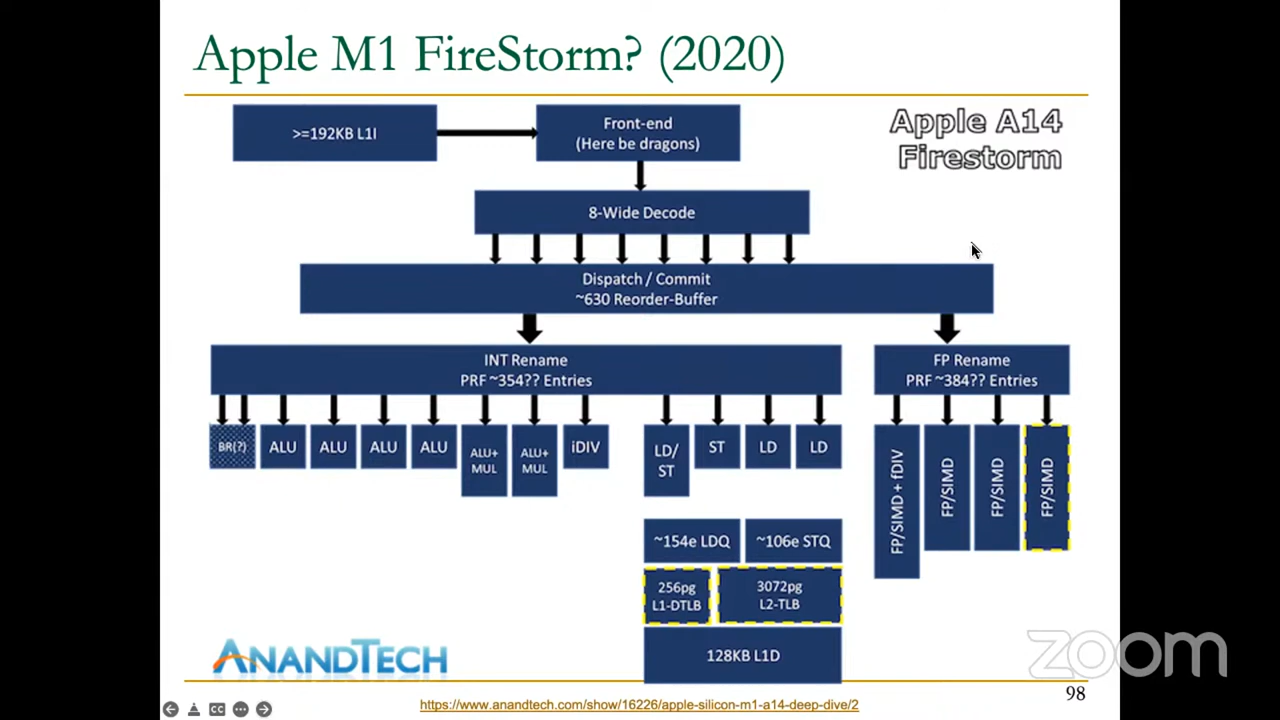 Apple M1 FireStorm? (2020)
>=192KB L1I
Front-end
(Here be dragons)
Apple A14
Firestorm
8-Wide Decode
Dispatch / Commit
~630 Reorder-Buffer
INT Rename
PRF ~354?? Entries
FP Rename
PRF ~384?? Entries
BR(?)
ALU
ALU
ALU
ALU
ALU+
MUL
ALU+
MUL
iDIV
LD/
ST
ST
LD
LD
FP/SIMD + fDIV
FP/SIMD
FP/SIMD
FP/SIMD
~154e LDQ
~106e STQ
256pg
L1-DTLB
3072pg
L2-TLB
128KB L1D
ANANDTECH
zoom
98
CC
https://www.anandtech.com/show/16226/apple-silicon-m1-a14-deep-dive/2